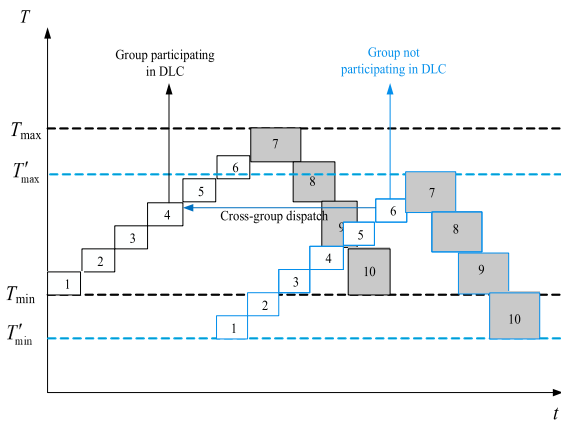 T
Group participating
in DLC
Group not
participating in DLC
Tmax
T′max
7
6
5
4
3
2
1
8
9
10
Cross-group dispatch
7
6
5
4
3
2
1
8
9
10
Tmin
T′min
t